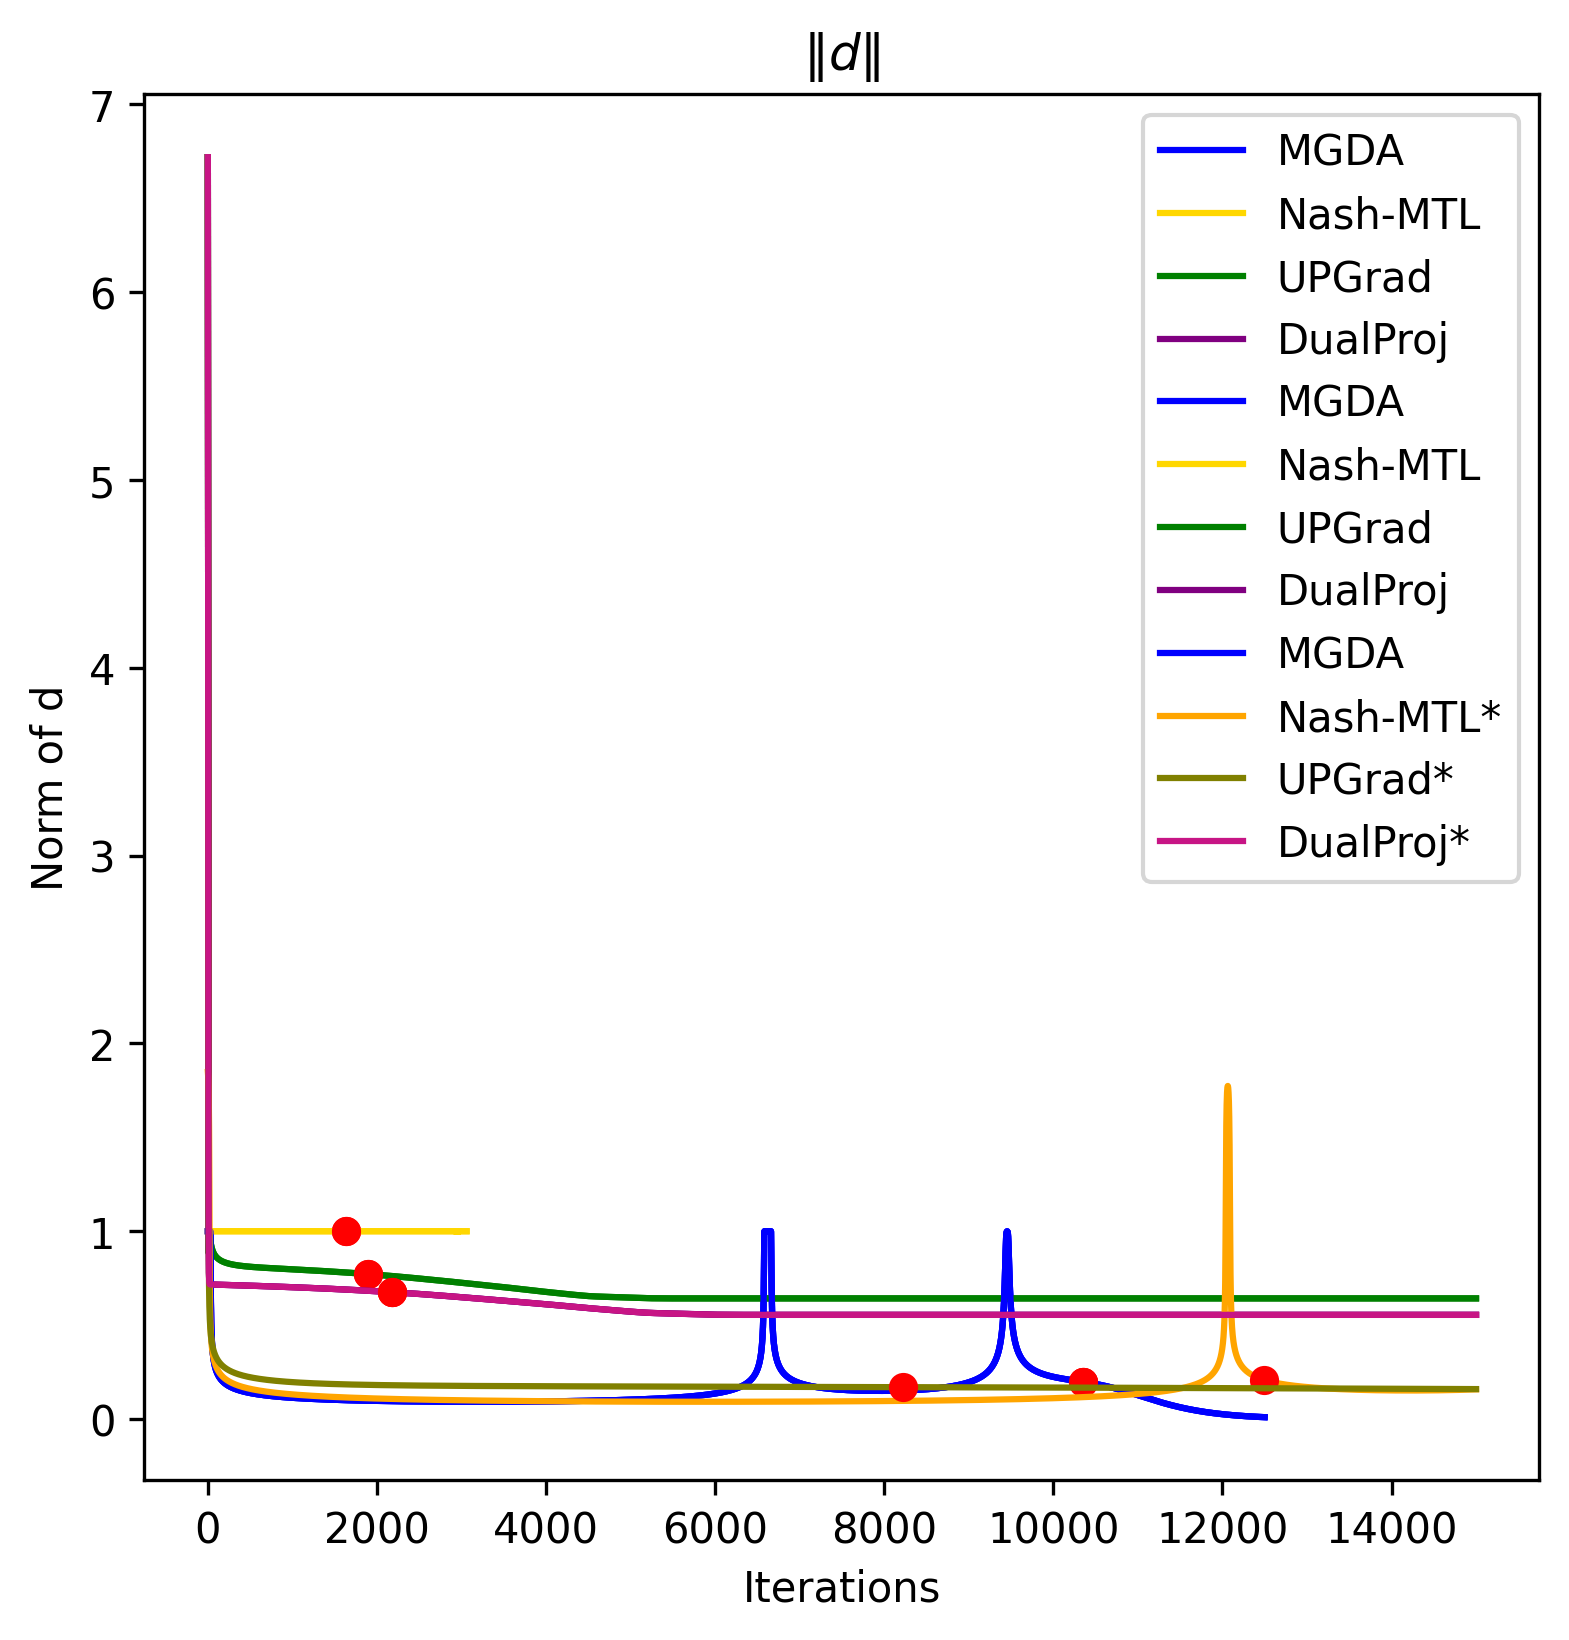 ‖d‖
7
6
5
4
3
2
1
0
Norm of d
MGDA
Nash-MTL
UPGrad
DualProj
MGDA
Nash-MTL
UPGrad
DualProj
MGDA
Nash-MTL*
UPGrad*
DualProj*
0 2000 4000 6000 8000 10000 12000 14000
Iterations